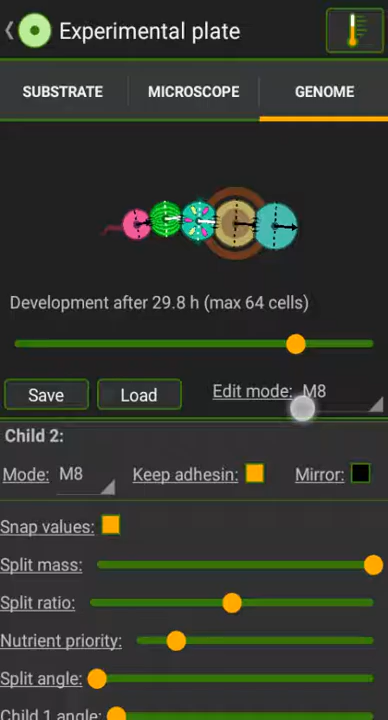 Experimental plate
SUBSTRATE MICROSCOPE GENOME
Development after 29.8 h (max 64 cells)
Save Load Edit mode: M8
Child 2:
Mode: M8 Keep adhesin: Mirror:
Snap values:
Split mass:
Split ratio:
Nutrient priority:
Split angle:
Child 1 angle: